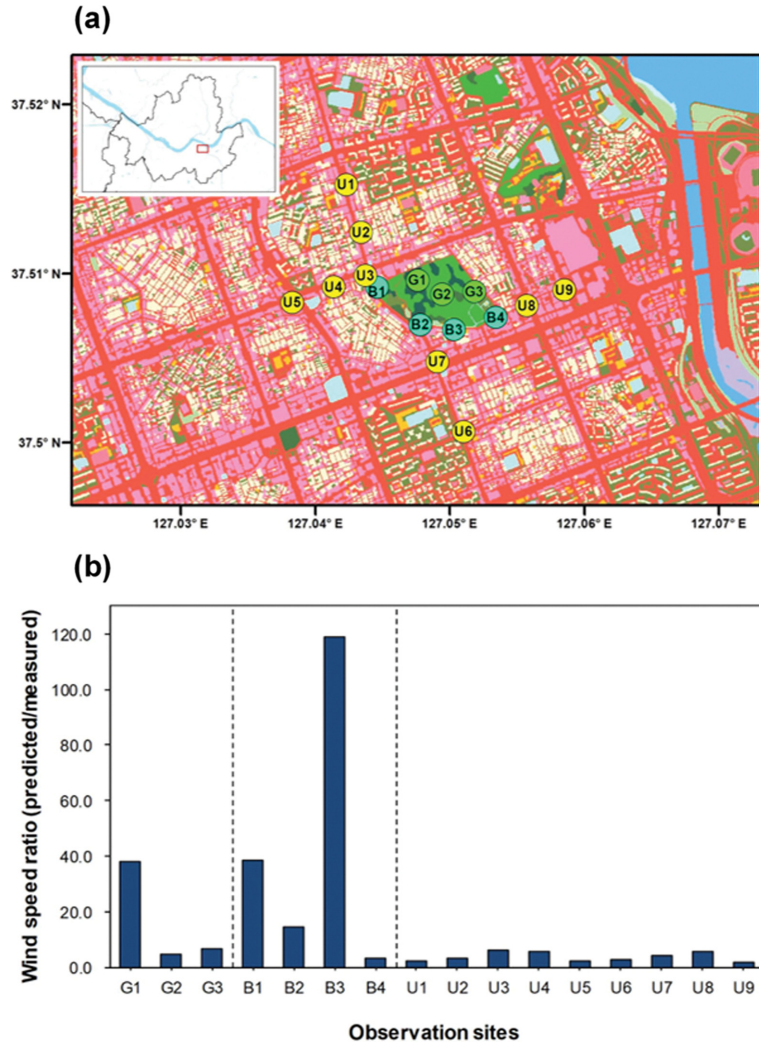 (a)
37.52°
37.51°
37.5°
U1
U2
U3
U4
U5
B1
G1
G2
G3
B2
B3
B4
U8
U9
U7
U6
127.03° E
127.04° E
127.05° E
127.06° E
127.07° E
(b)
Wind speed ratio (predicted/measured)
120.0
100.0
80.0
60.0
40.0
20.0
0.0
G1 G2 G3 B1 B2 B3 B4 U1 U2 U3 U4 U5 U6 U7 U8 U9
Observation sites